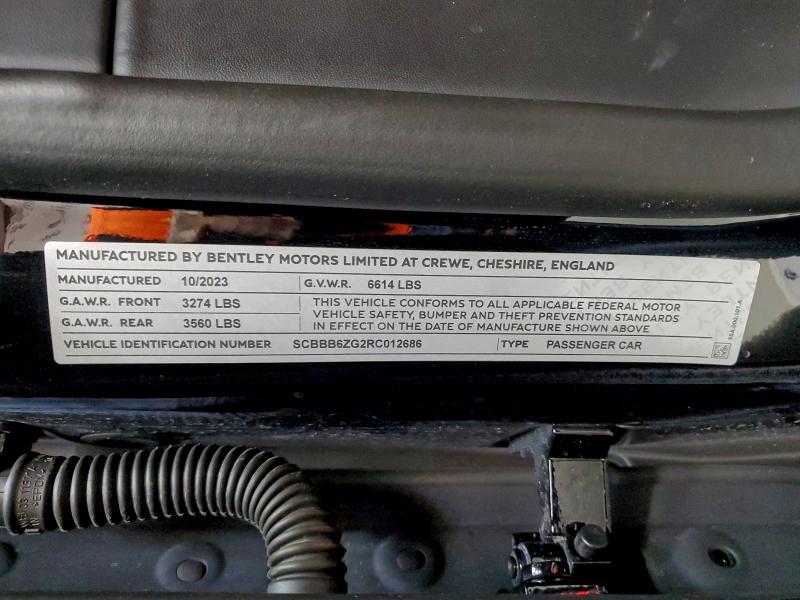 MANUFACTURED BY BENTLEY MOTORS LIMITED AT CREWE, CHESHIRE, ENGLAND
MANUFACTURED 10/2023 G.V.W.R. 6614 LBS
G.A.W.R. FRONT 3274 LBS
G.A.W.R. REAR 3560 LBS
THIS VEHICLE CONFORMS TO ALL APPLICABLE FEDERAL MOTOR
VEHICLE SAFETY, BUMPER AND THEFT PREVENTION STANDARDS
IN EFFECT ON THE DATE OF MANUFACTURE SHOWN ABOVE
VEHICLE IDENTIFICATION NUMBER SCBBB6ZG2RC012686 TYPE PASSENGER CAR
>EPDM<